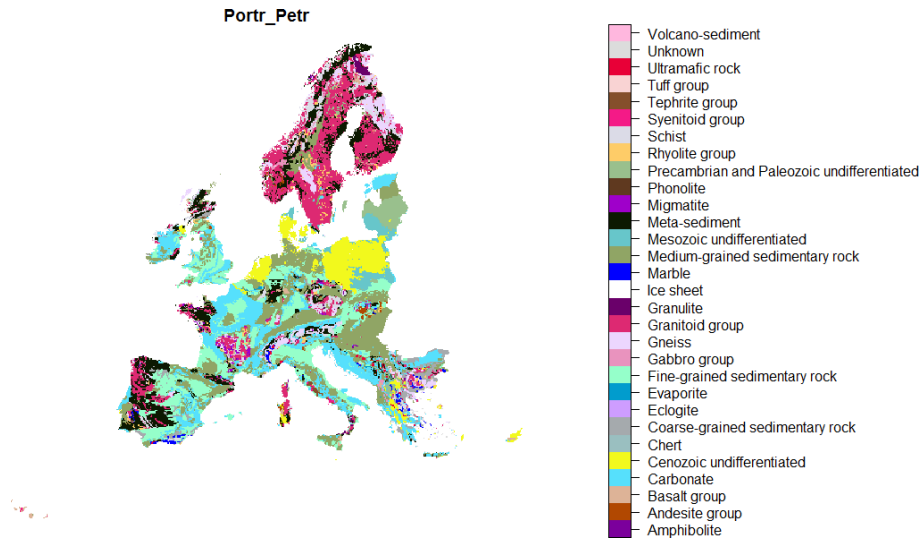 Portr_Petr
Volcano-sediment
Unknown
Ultramafic rock
Tuff group
Tephrite group
Syenitoid group
Schist
Rhyolite group
Precambrian and Paleozoic undifferentiated
Phonolite
Migmatite
Meta-sediment
Mesozoic undifferentiated
Medium-grained sedimentary rock
Marble
Ice sheet
Granulite
Granitoid group
Gneiss
Gabbro group
Fine-grained sedimentary rock
Evaporite
Eclogite
Coarse-grained sedimentary rock
Chert
Cenozoic undifferentiated
Carbonate
Basalt group
Andesite group
Amphibolite